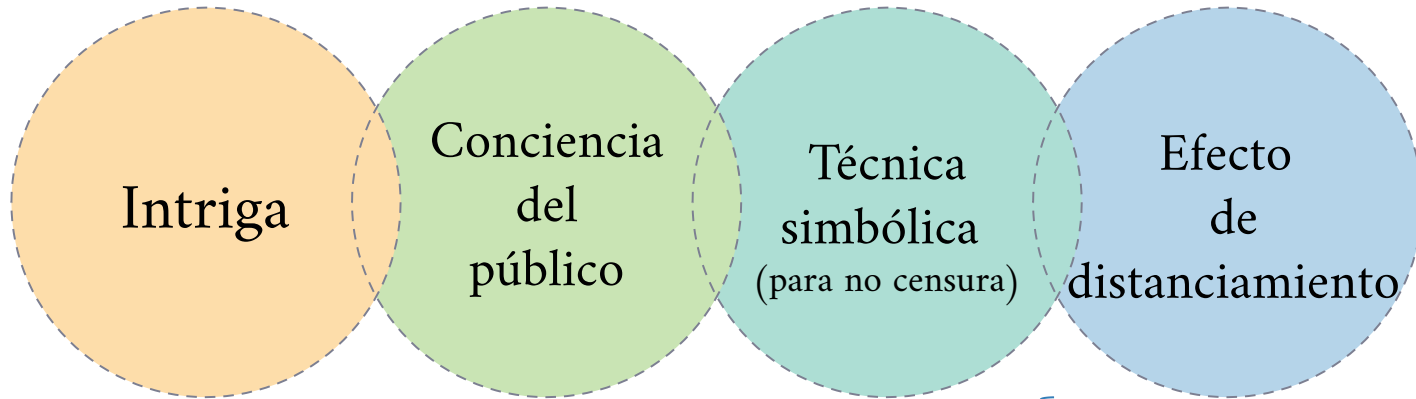 Intriga
Conciencia
del
público
Técnica
simbólica
(para no censura)
Efecto
de
distanciamiento